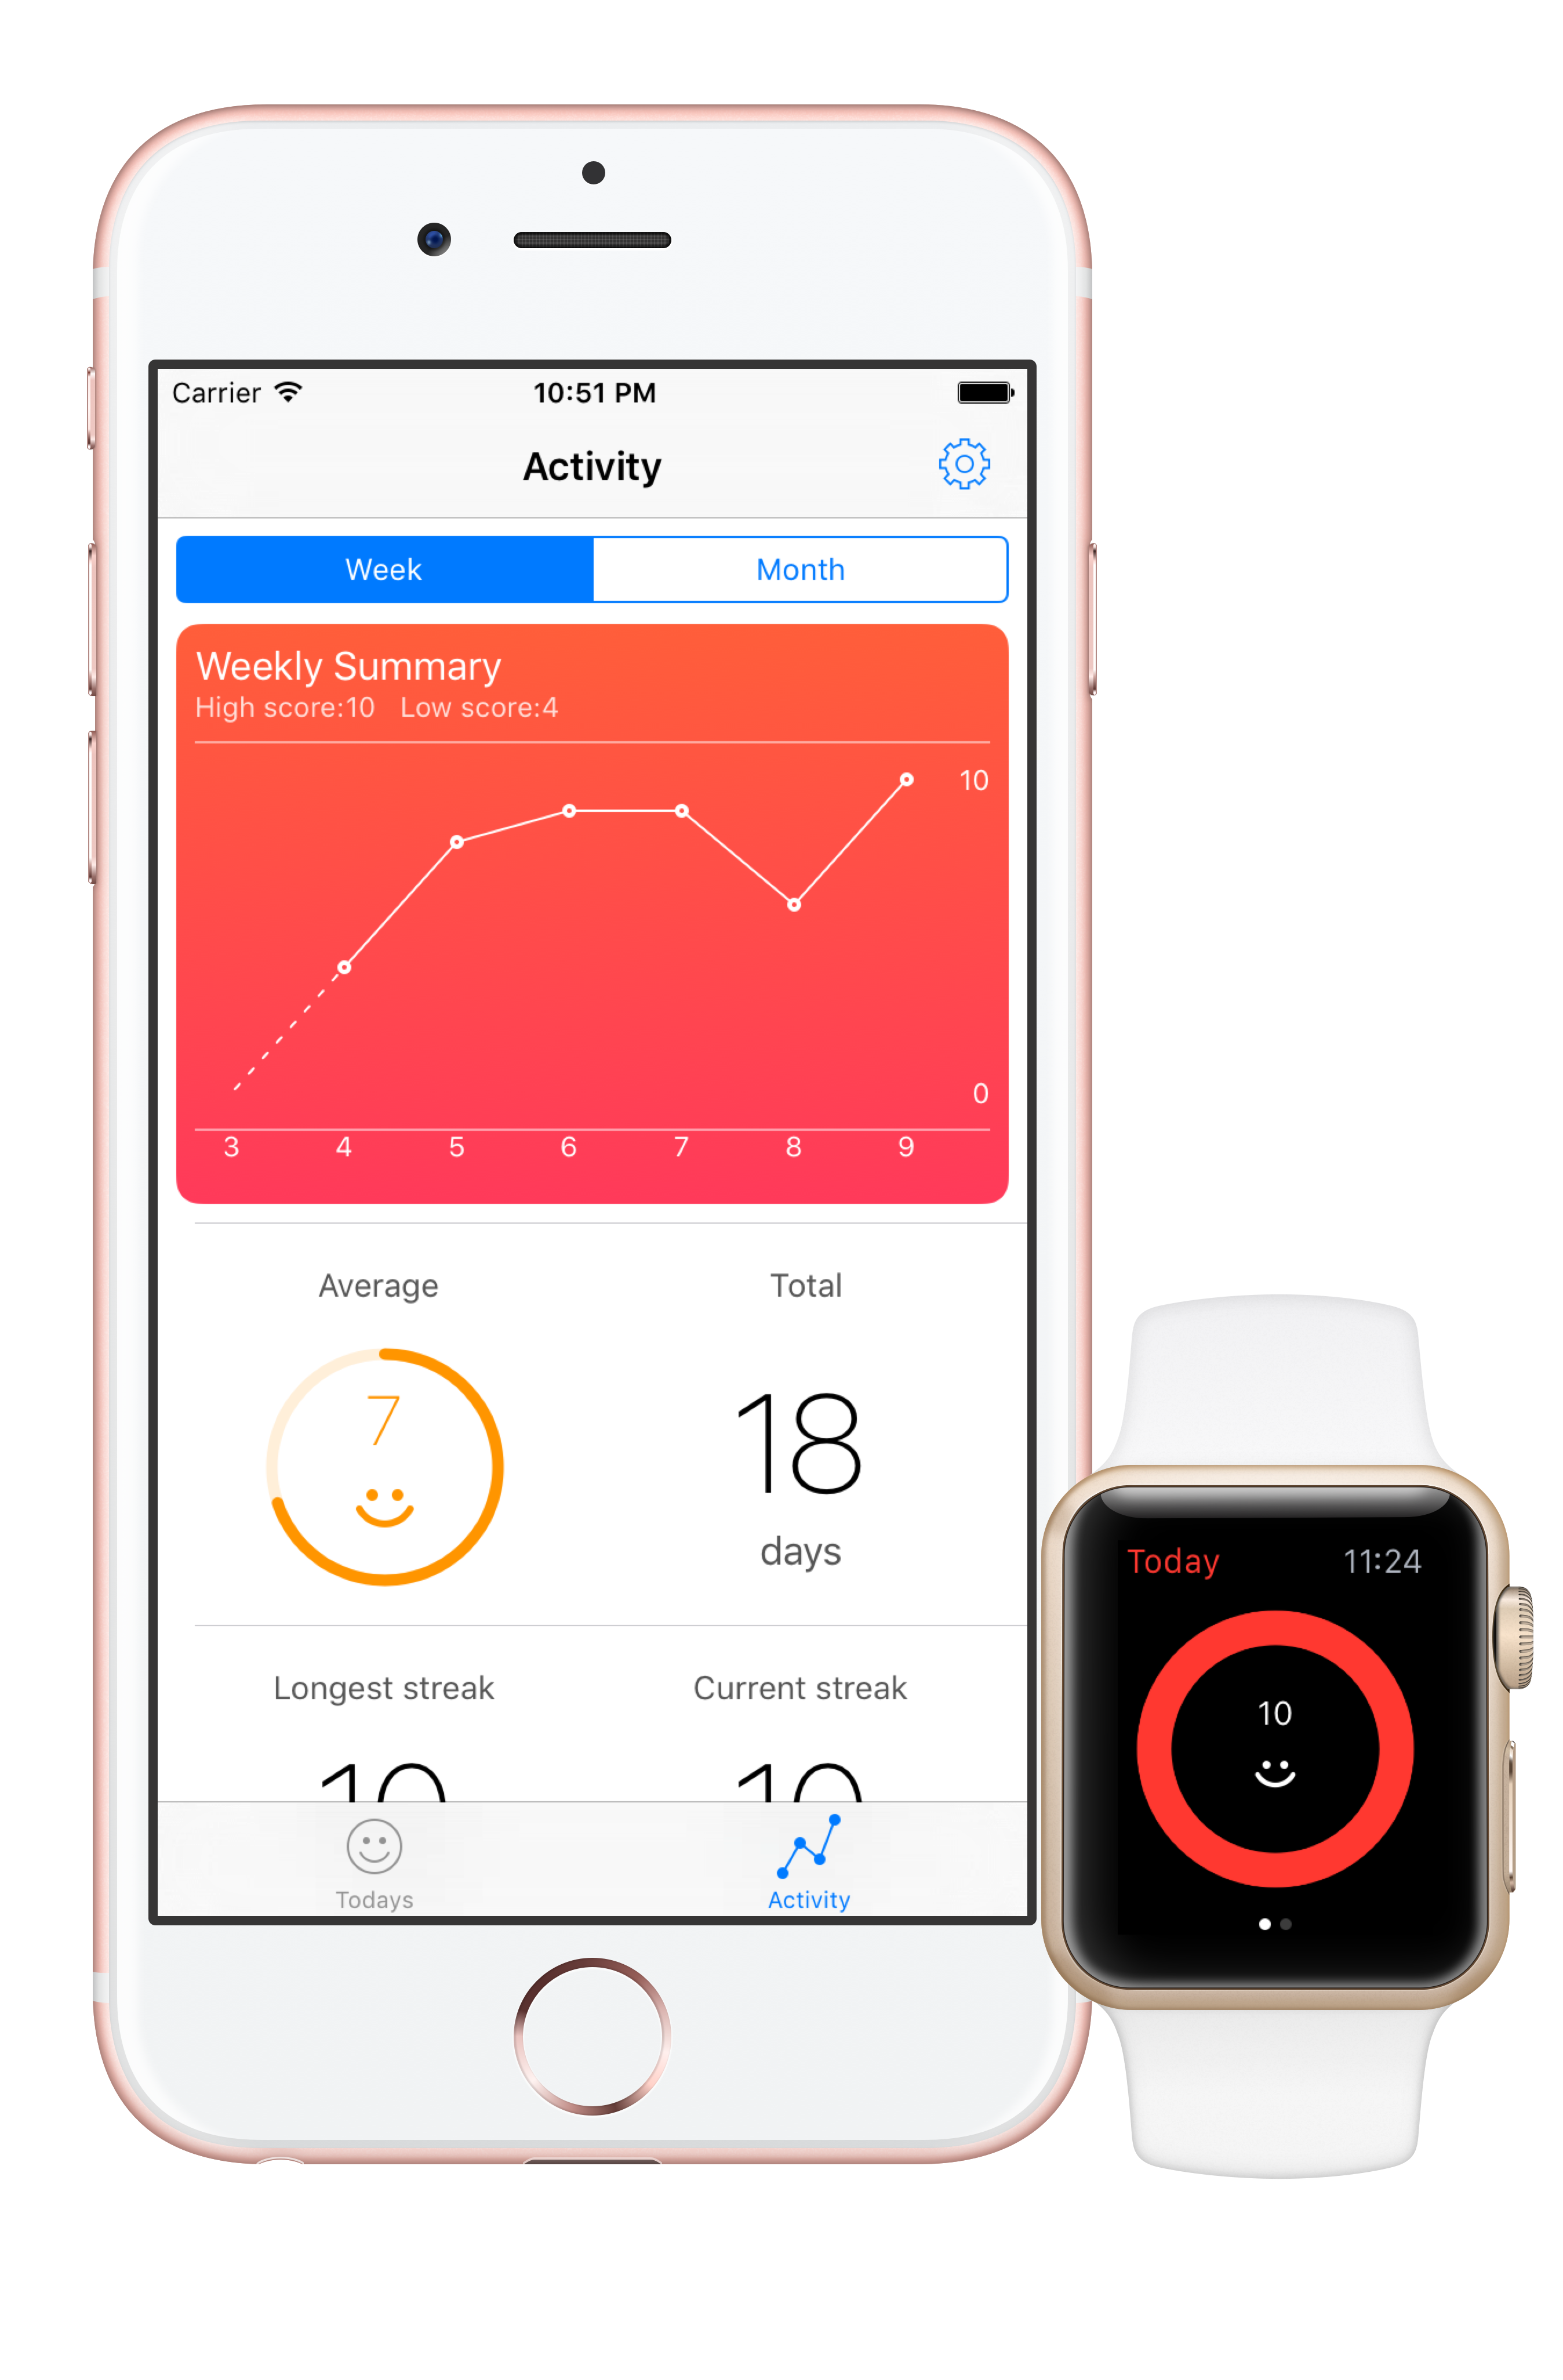 Carrier 10:51 PM
Activity
Week Month
Weekly Summary
High score:10 Low score:4
10
0
3 4 5 6 7 8 9
Average Total
7 18
days
Longest streak Current streak
Todays Activity
Today 11:24
10